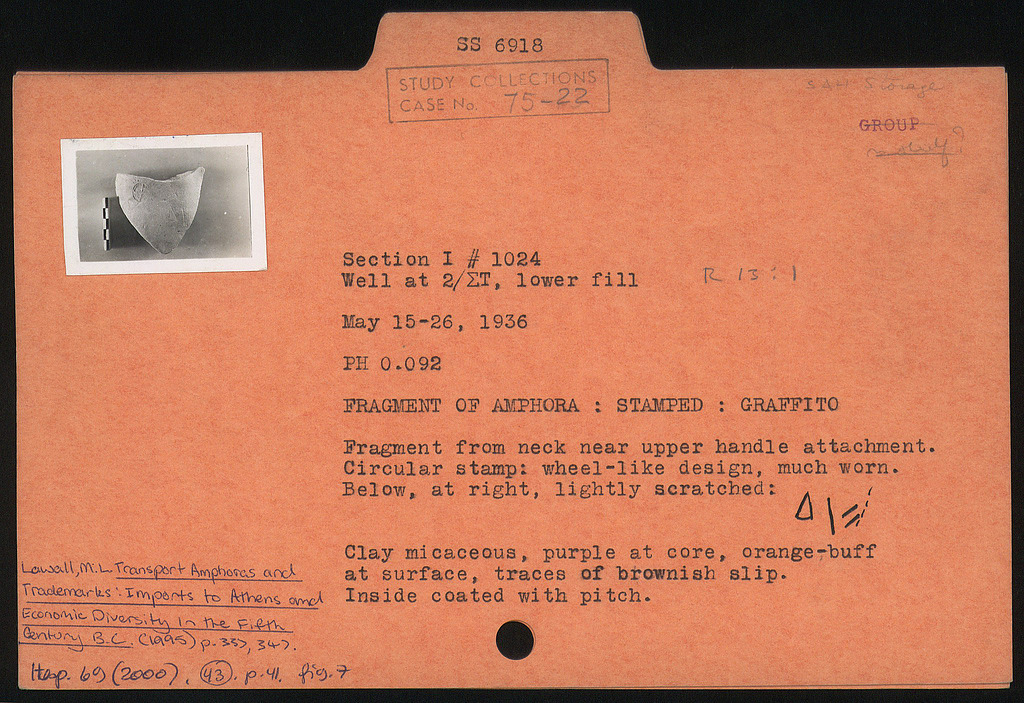 SS 6918
STUDY COLLECTIONS
CASE No. 75-22
SAH Storage
GROUP
Section I # 1024
Well at 2/ΣT, lower fill
R 13:1
May 15-26, 1936
PH 0.092
FRAGMENT OF AMPHORA : STAMPED : GRAFFITO
Fragment from neck near upper handle attachment.
Circular stamp: wheel-like design, much worn.
Below, at right, lightly scratched:
Clay micaceous, purple at core, orange-buff
at surface, traces of brownish slip.
Inside coated with pitch.
Lawall, M.L. Transport Amphoras and
Trademarks: Imports to Athens and
Economic Diversity in the Fifth
Century B.C. (1995) p. 337, 347.
Hesp. 69 (2000), 43. p. 41. fig. 7